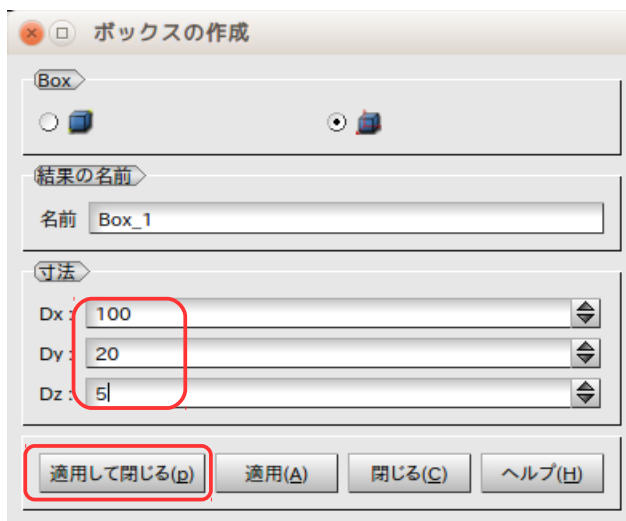 ボックスの作成
Box
結果の名前
名前 Box_1
寸法
Dx : 100
Dy : 20
Dz : 5
適用して閉じる(p) 適用(A) 閉じる(C) ヘルプ(H)